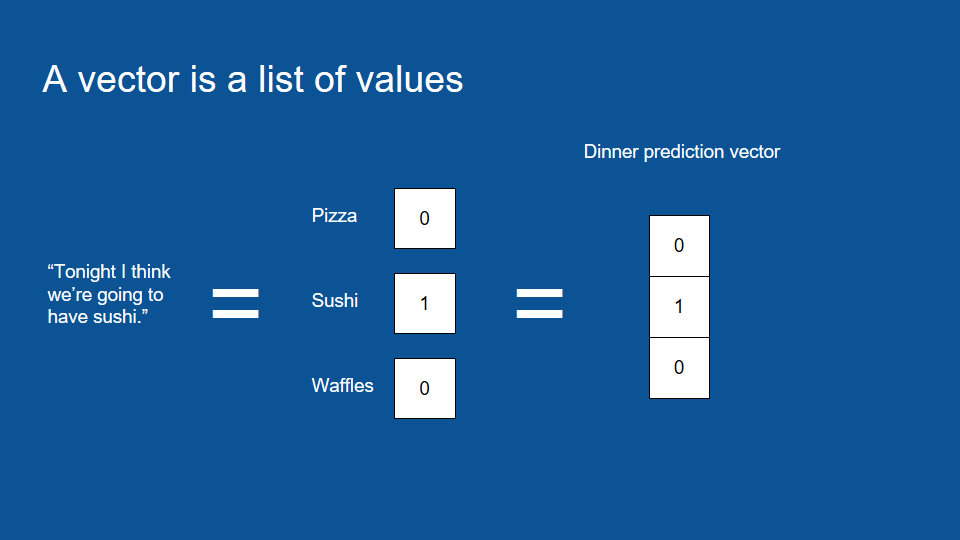 A vector is a list of values
Dinner prediction vector
“Tonight I think
we’re going to
have sushi.”
=
Pizza 0
Sushi 1
Waffles 0
=
0
1
0